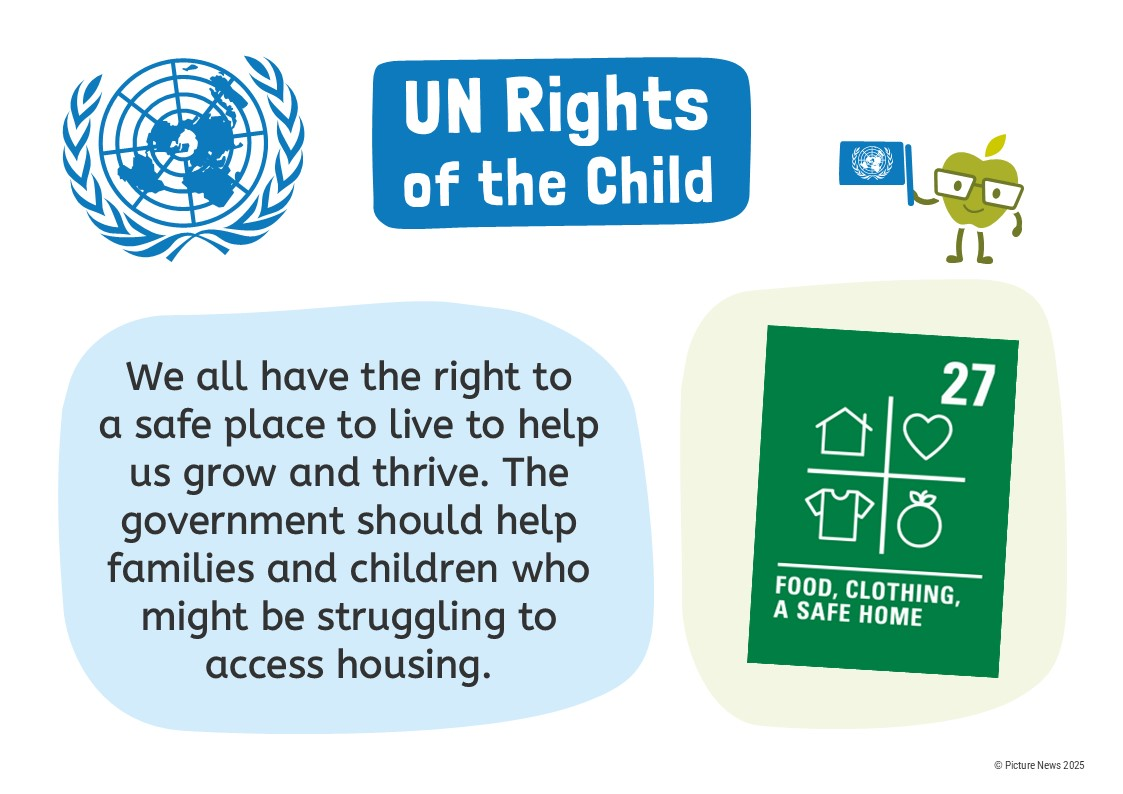 UN Rights
of the Child
We all have the right to
a safe place to live to help
us grow and thrive. The
government should help
families and children who
might be struggling to
access housing.
27
FOOD, CLOTHING,
A SAFE HOME
© Picture News 2025